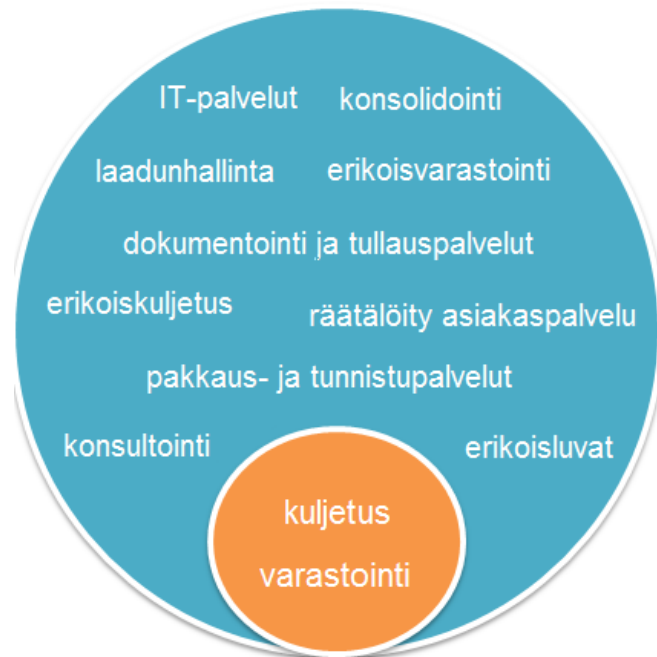 IT-palvelut konsolidointi
laadunhallinta erikoisvarastointi
dokumentointi ja tullauspalvelut
erikoiskuljetus räätälöity asiakaspalvelu
pakkaus- ja tunnistupalvelut
konsultointi erikoisluvat
kuljetus
varastointi